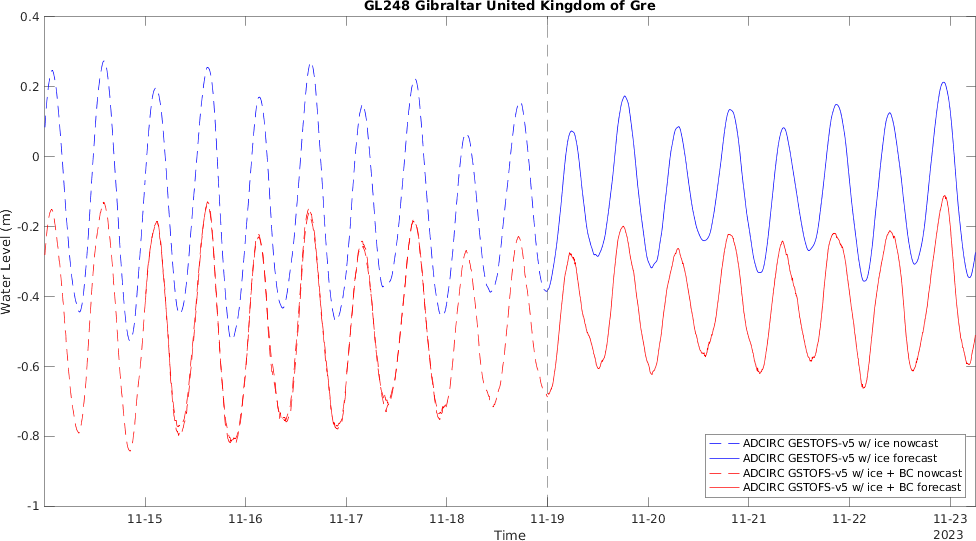 GL248 Gibraltar United Kingdom of Gre
0.4
0.2
0
-0.2
-0.4
-0.6
-0.8
-1
Water Level (m)
ADCIRC GESTOFS-v5 w/ ice nowcast
ADCIRC GESTOFS-v5 w/ ice forecast
ADCIRC GSTOFS-v5 w/ ice + BC nowcast
ADCIRC GSTOFS-v5 w/ ice + BC forecast
11-15 11-16 11-17 11-18 11-19 11-20 11-21 11-22 11-23
2023
Time